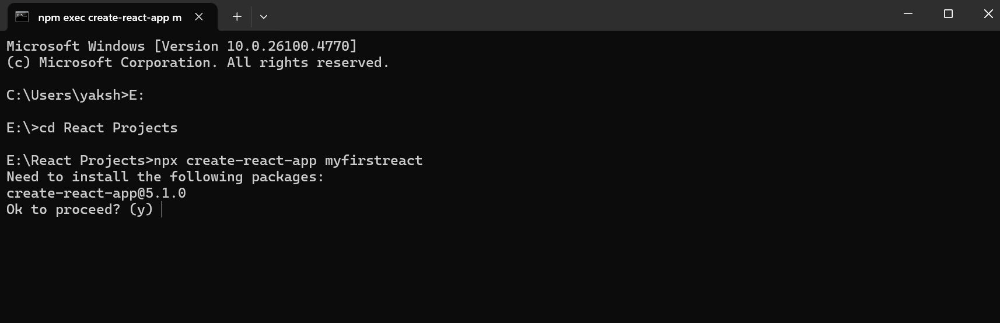 npm exec create-react-app m
Microsoft Windows [Version 10.0.26100.4770]
(c) Microsoft Corporation. All rights reserved.
C:\Users\yaksh>E:
E:\>cd React Projects
E:\React Projects>npx create-react-app myfirstreact
Need to install the following packages:
create-react-app@5.1.0
Ok to proceed? (y)